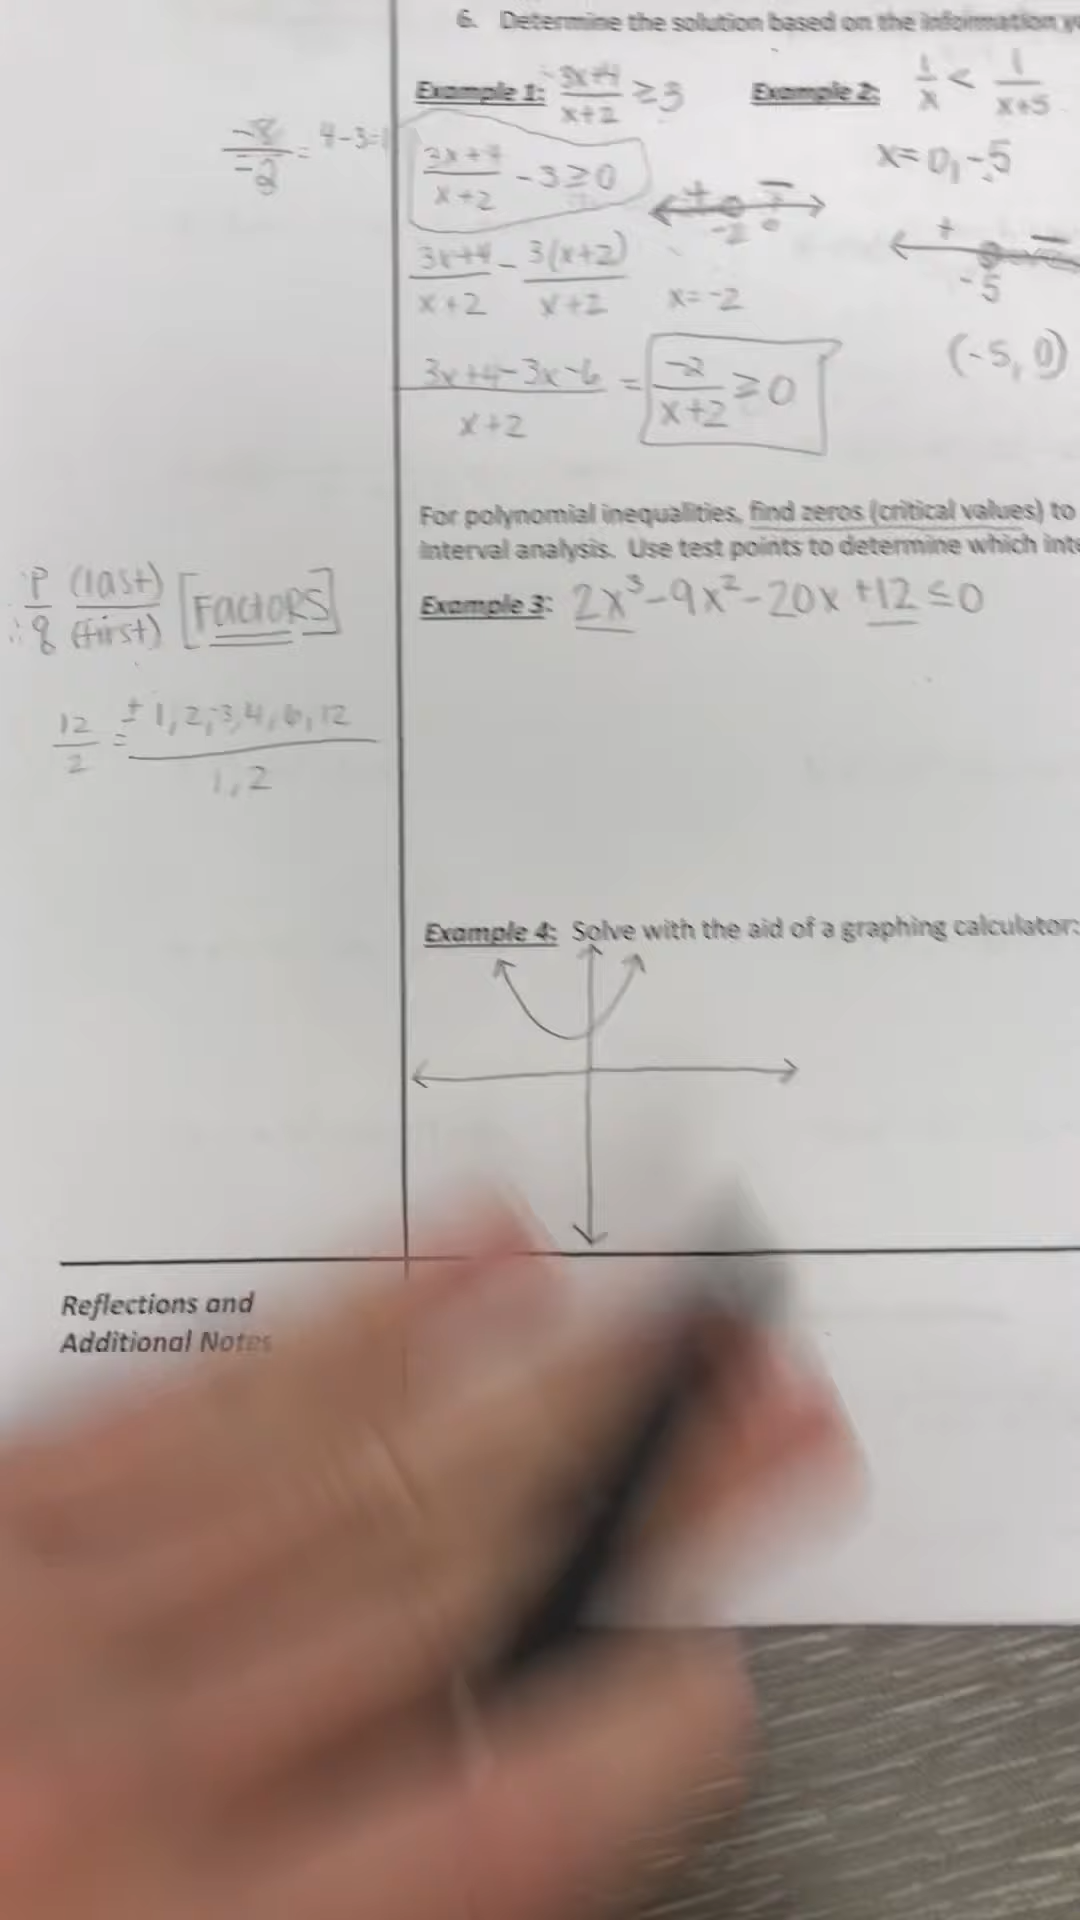 6. Determine the solution based on the information
Example 1: 3x+4/x+2 ≥3
Example 2: 1/x < 1/x+5
-8/-2 = 4-3=1
3x+4/x+2 -3≥0
+ -
-2 0
x=0,-5
3x+4/x+2 - 3(x+2)/x+2
x=-2
+ -
-5
3x+4-3x-6/x+2 = -2/x+2 ≥0
(-5, 0)
For polynomial inequalities, find zeros (critical values) to
interval analysis. Use test points to determine which
P/q (last)/(first) [FactoRS]
Example 3: 2x³-9x²-20x+12≤0
12/2 = ± 1,2,3,4,6,12/1,2
Example 4: Solve with the aid of a graphing calculator:
Reflections and
Additional Notes